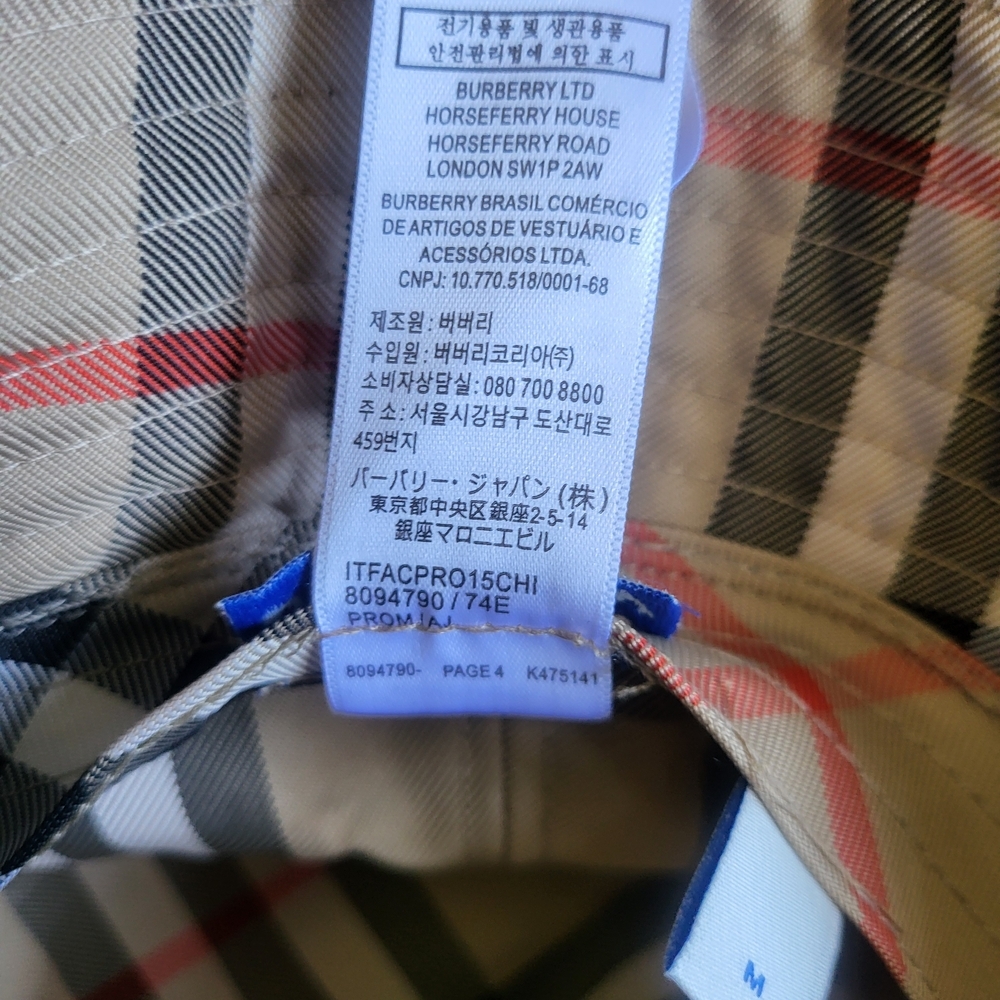 전기용품 및 생관용품
안전판리법에 의한 표시
BURBERRY LTD
HORSEFERRY HOUSE
HORSEFERRY ROAD
LONDON SW1P 2AW
BURBERRY BRASIL COMÉRCIO
DE ARTIGOS DE VESTUÁRIO E
ACESSÓRIOS LTDA.
CNPJ: 10.770.518/0001-68
제조원 : 버버리
수입원 : 버버리코리아(주)
소비자상담실: 080 700 8800
주 소: 서울시강남구 도산대로
459번지
バーバリー・ジャパン (株)
東京都中央区銀座2-5-14
銀座マロニエビル
ITFACPRO15CHI
8094790 / 74E
8094790- PAGE 4 K475141
M